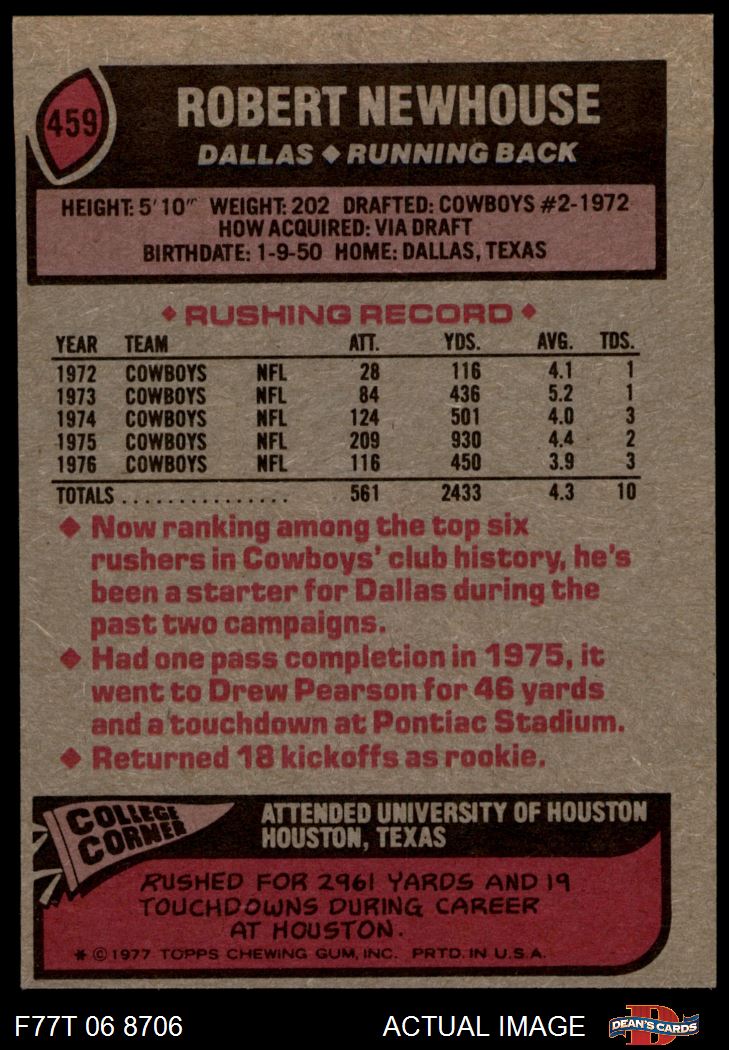 459
ROBERT NEWHOUSE
DALLAS ◆ RUNNING BACK
HEIGHT: 5' 10" WEIGHT: 202 DRAFTED: COWBOYS #2-1972
HOW ACQUIRED: VIA DRAFT
BIRTHDATE: 1-9-50 HOME: DALLAS, TEXAS
◆ RUSHING RECORD ◆
YEAR TEAM ATT. YDS. AVG. TDS.
1972 COWBOYS NFL 28 116 4.1 1
1973 COWBOYS NFL 84 436 5.2 1
1974 COWBOYS NFL 124 501 4.0 3
1975 COWBOYS NFL 209 930 4.4 2
1976 COWBOYS NFL 116 450 3.9 3
TOTALS ............... 561 2433 4.3 10
◆ Now ranking among the top six
rushers in Cowboys' club history, he's
been a starter for Dallas during the
past two campaigns.
◆ Had one pass completion in 1975, it
went to Drew Pearson for 46 yards
and a touchdown at Pontiac Stadium.
◆ Returned 18 kickoffs as rookie.
COLLEGE
CORNER
ATTENDED UNIVERSITY OF HOUSTON
HOUSTON, TEXAS
RUSHED FOR 2961 YARDS AND 19
TOUCHDOWNS DURING CAREER
AT HOUSTON.
* © 1977 TOPPS CHEWING GUM, INC. PRTD. IN U.S.A.
F77T 06 8706 ACTUAL IMAGE D DEAN'S CARDS